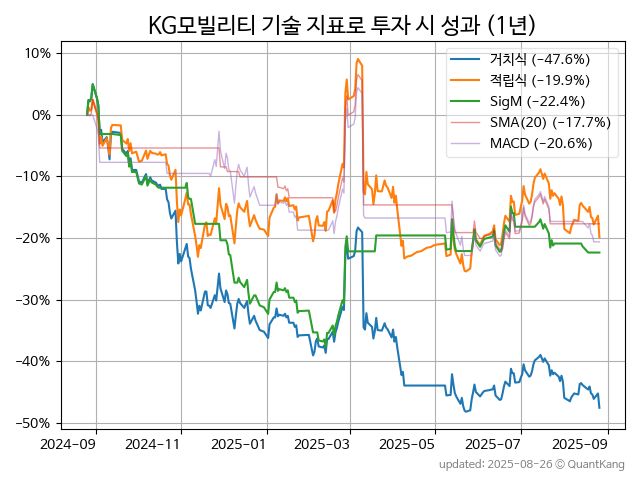 KG모빌리티 기술 지표로 투자 시 성과 (1년)
거치식 (−47.6%)
적립식 (−19.9%)
SigM (−22.4%)
SMA(20) (−17.7%)
MACD (−20.6%)
10%
0%
−10%
−20%
−30%
−40%
−50%
2024-09 2024-11 2025-01 2025-03 2025-05 2025-07 2025-09
updated: 2025-08-26 © QuantKang